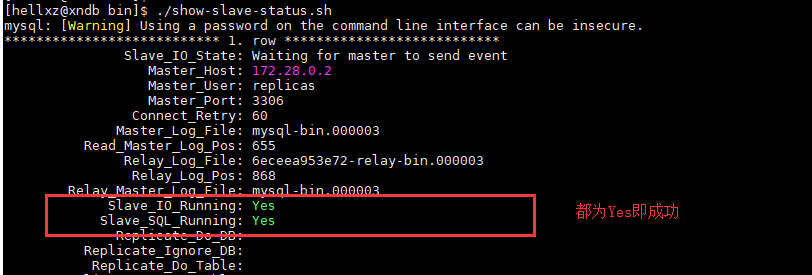 [hellxz@xndb bin]$ ./show-slave-status.sh
mysql: [Warning] Using a password on the command line interface can be insecure.
*************************** 1. row ***************************
Slave_IO_State: Waiting for master to send event
Master_Host: 172.28.0.2
Master_User: replicas
Master_Port: 3306
Connect_Retry: 60
Master_Log_File: mysql-bin.000003
Read_Master_Log_Pos: 655
Relay_Log_File: 6eceea953e72-relay-bin.000003
Relay_Log_Pos: 868
Relay_Master_Log_File: mysql-bin.000003
Slave_IO_Running: Yes
Slave_SQL_Running: Yes
都为Yes即成功
Replicate_Do_DB:
Replicate_Ignore_DB:
Replicate_Do_Table: